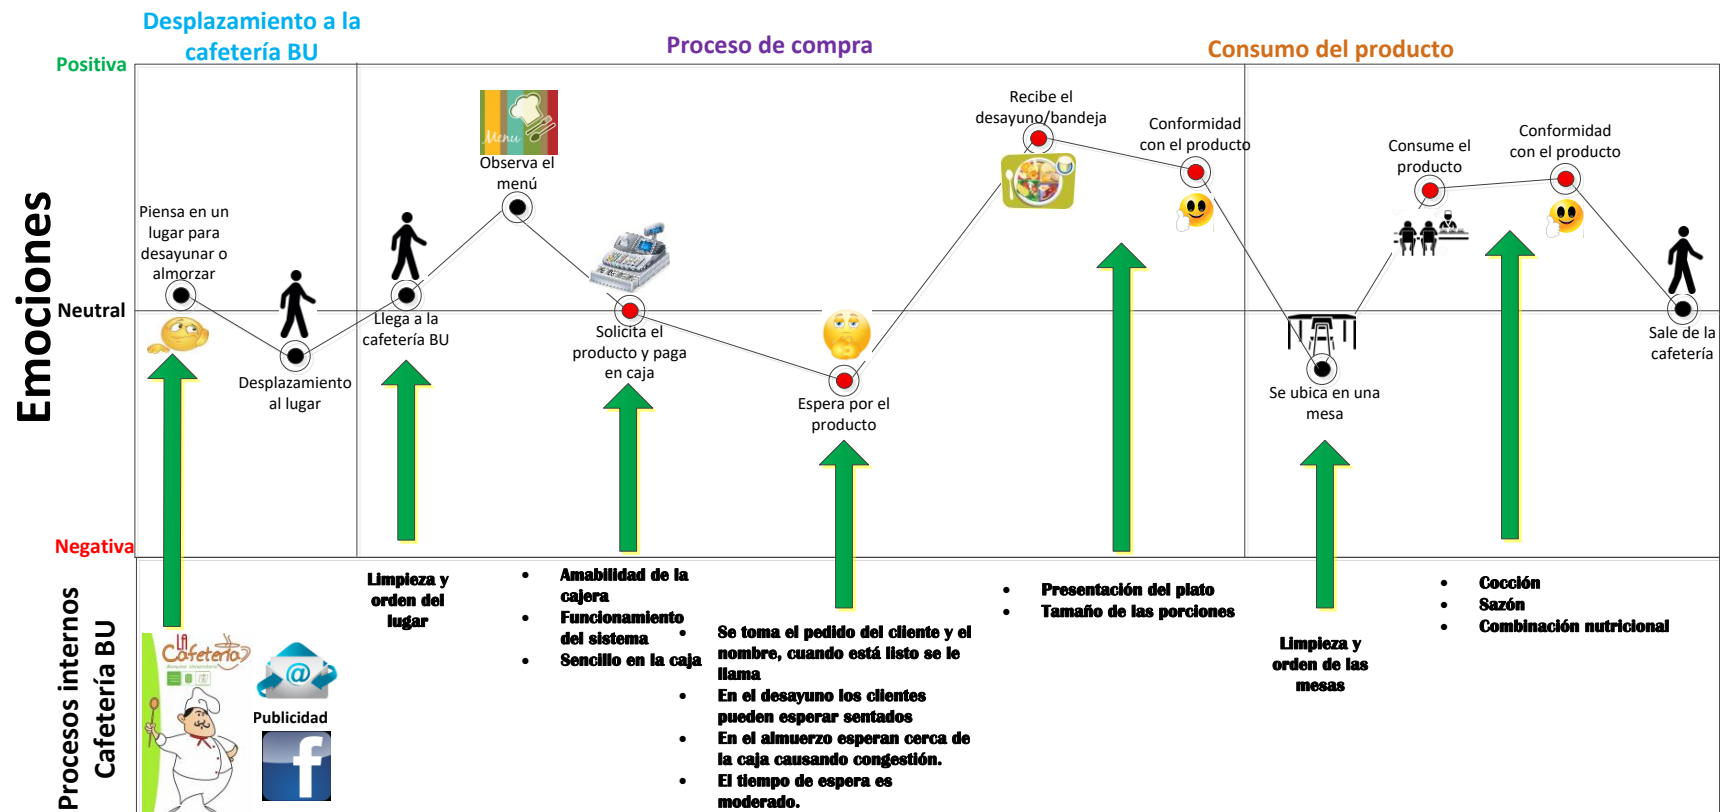 Desplazamiento a la
cafetería BU
Proceso de compra
Consumo del producto
Positiva
Emociones
Neutral
Negativa
Piensa en un
lugar para
desayunar o
almorzar
Desplazamiento
al lugar
Llega a la
cafetería BU
Menu
Observa el
menú
Solicita el
producto y paga
en caja
Espera por el
producto
Recibe el
desayuno/bandeja
Conformidad
con el producto
Se ubica en una
mesa
Consume el
producto
Conformidad
con el producto
Sale de la
cafetería
Procesos internos
Cafetería BU
LA
Cafetería
@
Publicidad
f
Limpieza y
orden del
lugar
• Amabilidad de la
cajera
• Funcionamiento
del sistema
• Sencillo en la caja
• Se toma el pedido del cliente y el
nombre, cuando está listo se le
llama
• En el desayuno los clientes
pueden esperar sentados
• En el almuerzo esperan cerca de
la caja causando congestión.
• El tiempo de espera es
moderado.
• Presentación del plato
• Tamaño de las porciones
Limpieza y
orden de las
mesas
• Cocción
• Sazón
• Combinación nutricional